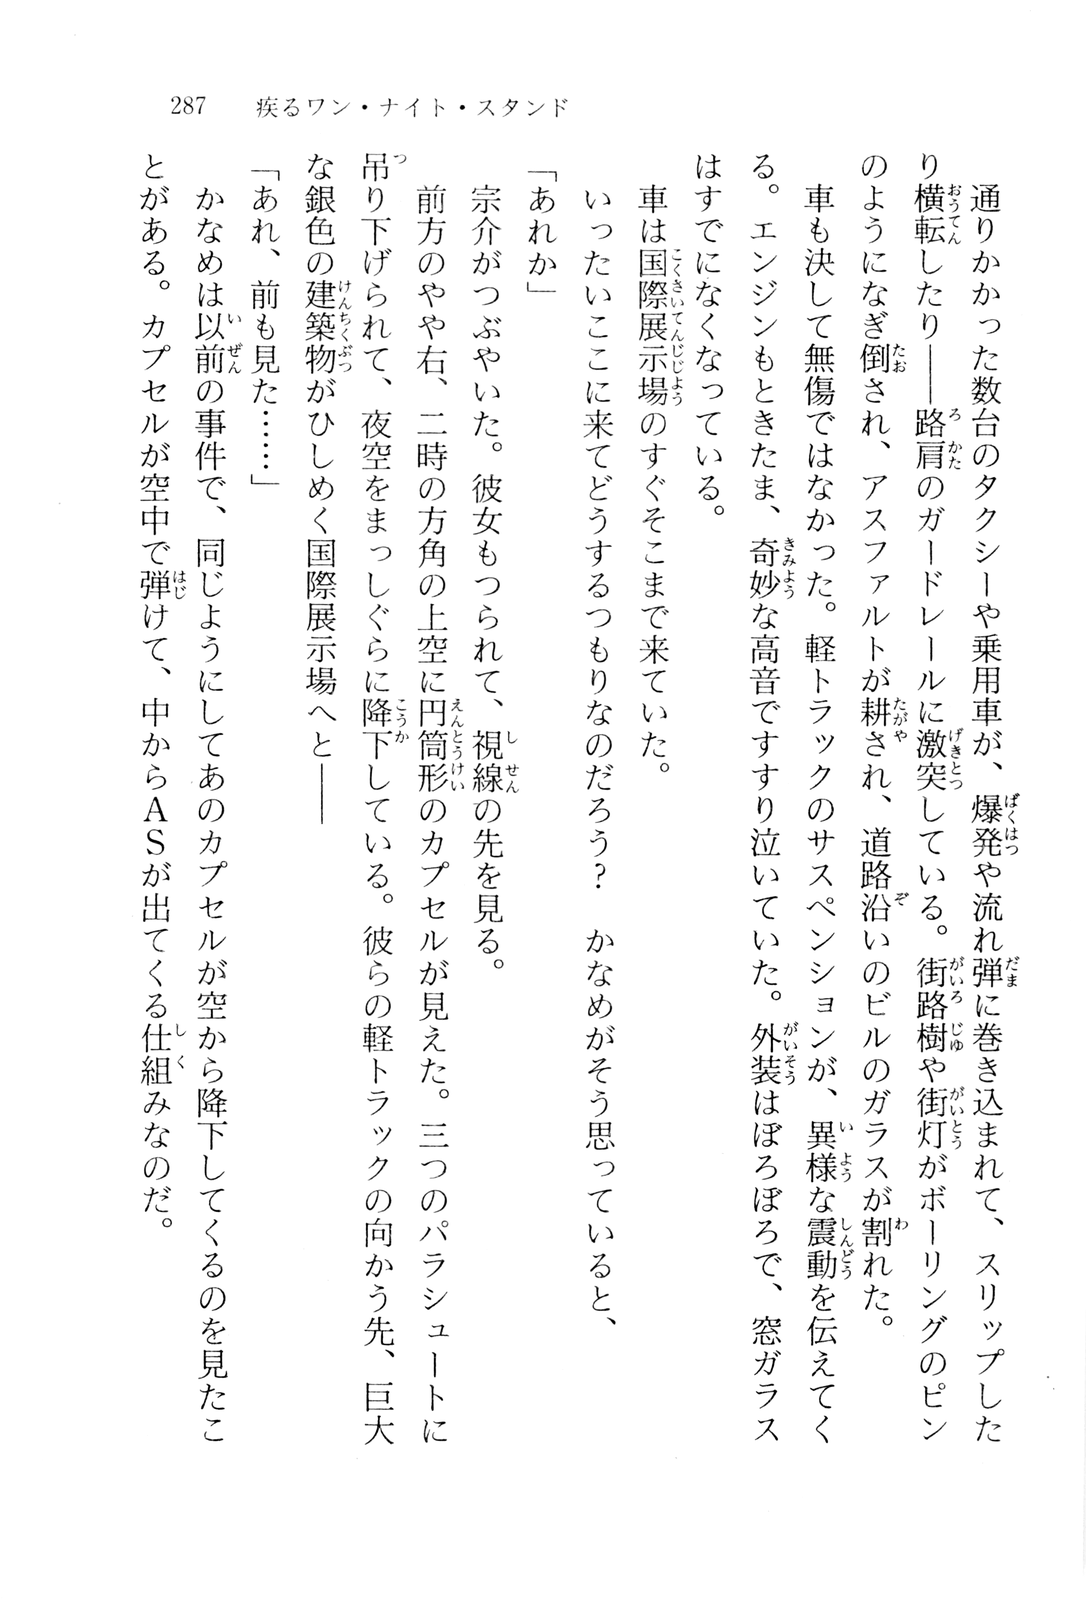 287　疾るワン・ナイト・スタンド
　通りかかった数台のタクシーや乗用車が、爆発や流れ弾に巻き込まれて、スリップした
り横転したり――路肩のガードレールに激突している。街路樹や街灯がボーリングのピン
のようになぎ倒され、アスファルトが耕され、道路沿いのビルのガラスが割れた。
　車も決して無傷ではなかった。軽トラックのサスペンションが、異様な震動を伝えてく
る。エンジンもときたま、奇妙な高音ですすり泣いていた。外装はぼろぼろで、窓ガラス
はすでになくなっている。
　車は国際展示場のすぐそこまで来ていた。
　いったいここに来てどうするつもりなのだろう？　かなめがそう思っていると、
「あれか」
　宗介がつぶやいた。彼女もつられて、視線の先を見る。
　前方のやや右、二時の方角の上空に円筒形のカプセルが見えた。三つのパラシュートに
吊り下げられて、夜空をまっしぐらに降下している。彼らの軽トラックの向かう先、巨大
な銀色の建築物がひしめく国際展示場へと――
「あれ、前も見た……」
　かなめは以前の事件で、同じようにしてあのカプセルが空から降下してくるのを見たこ
とがある。カプセルが空中で弾けて、中からＡＳが出てくる仕組みなのだ。